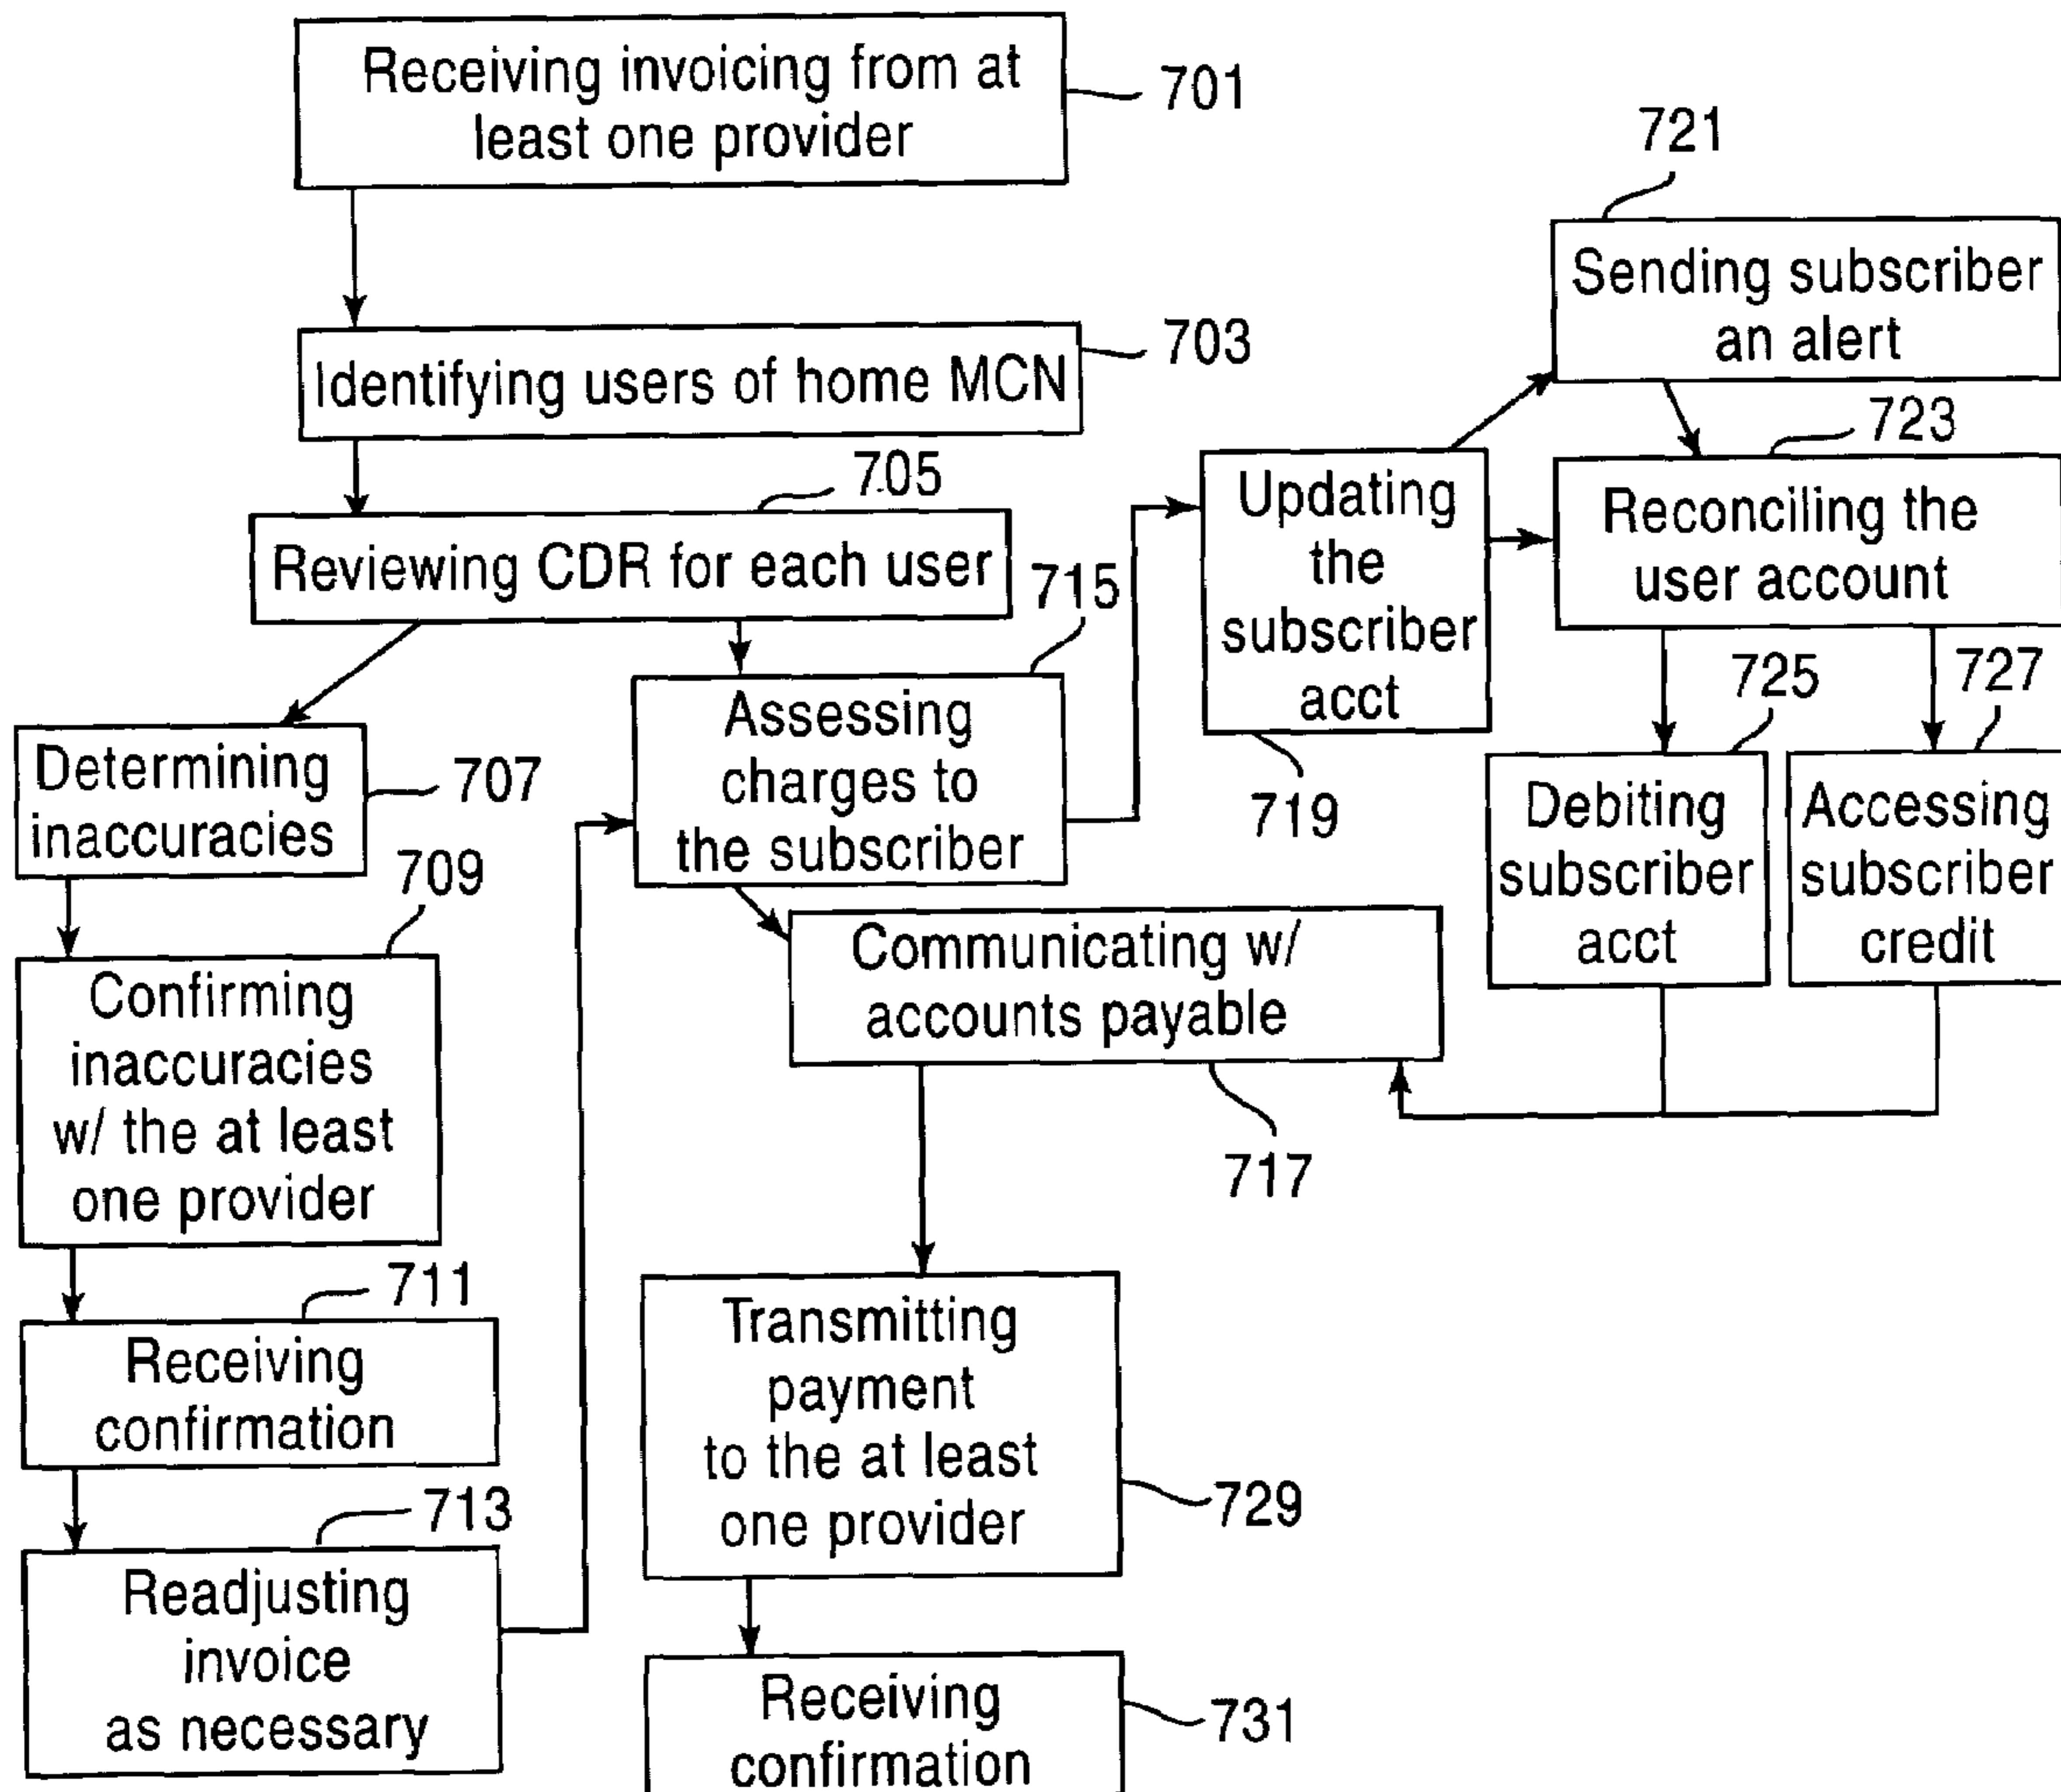 Receiving invoicing from at
least one provider
701
Identifying users of home MCN
703
705
Reviewing CDR for each user
Determining
inaccuracies
707
709
Confirming
inaccuracies
w/ the at least
one provider
711
Receiving
confirmation
713
Readjusting
invoice
as necessary
715
Assessing
charges to
the subscriber
Communicating w/
accounts payable
717
Updating
the
subscriber
acct
719
721
Sending subscriber
an alert
723
Reconciling the
user account
725
Debiting
subscriber
acct
727
Accessing
subscriber
credit
Transmitting
payment
to the at least
one provider
729
Receiving
confirmation
731